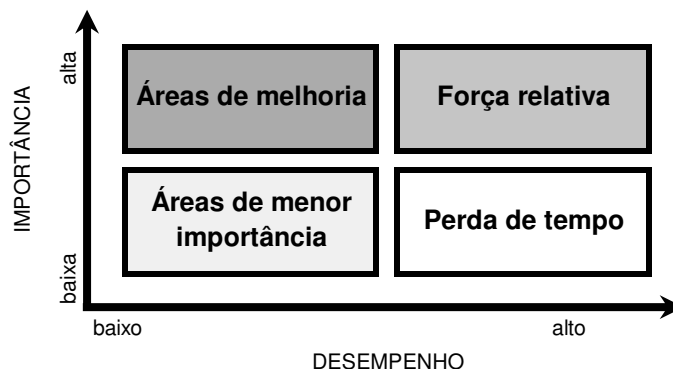 IMPORTÂNCIA
alta
baixa
Áreas de melhoria
Força relativa
Áreas de menor
importância
Perda de tempo
baixo
alto
DESEMPENHO